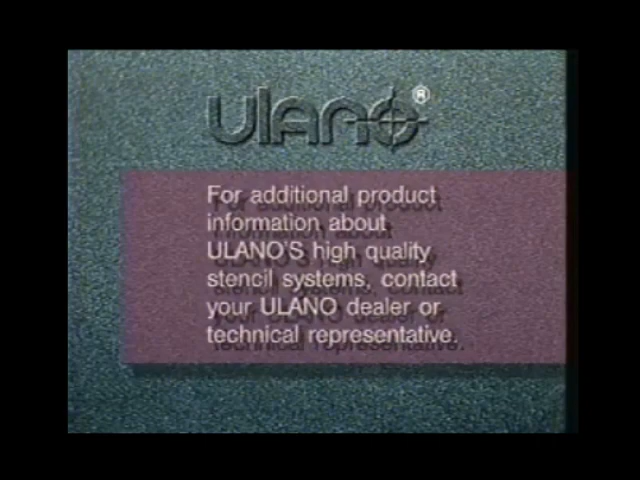 ulano®
For additional product
information about
ULANO'S high quality
stencil systems, contact
your ULANO dealer or
technical representative.